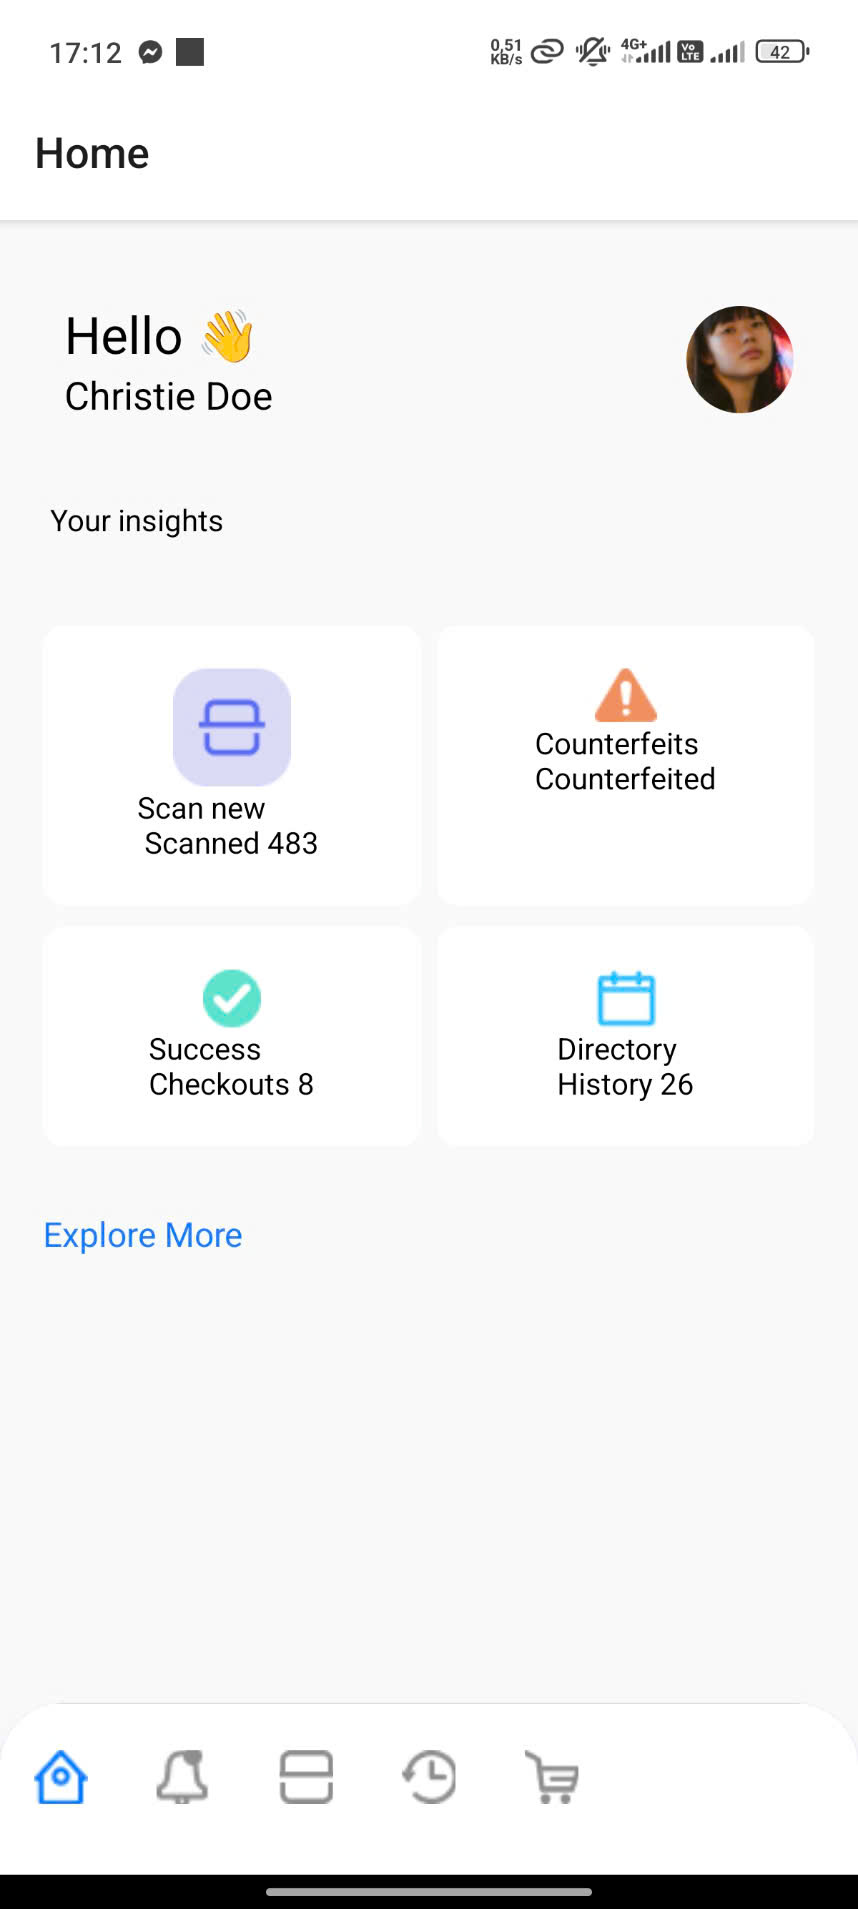 17:12
0,51
KB/s
4G+
Vo
LTE
42
Home
Hello 👋
Christie Doe
Your insights
Scan new
Scanned 483
Counterfeits
Counterfeited
Success
Checkouts 8
Directory
History 26
Explore More